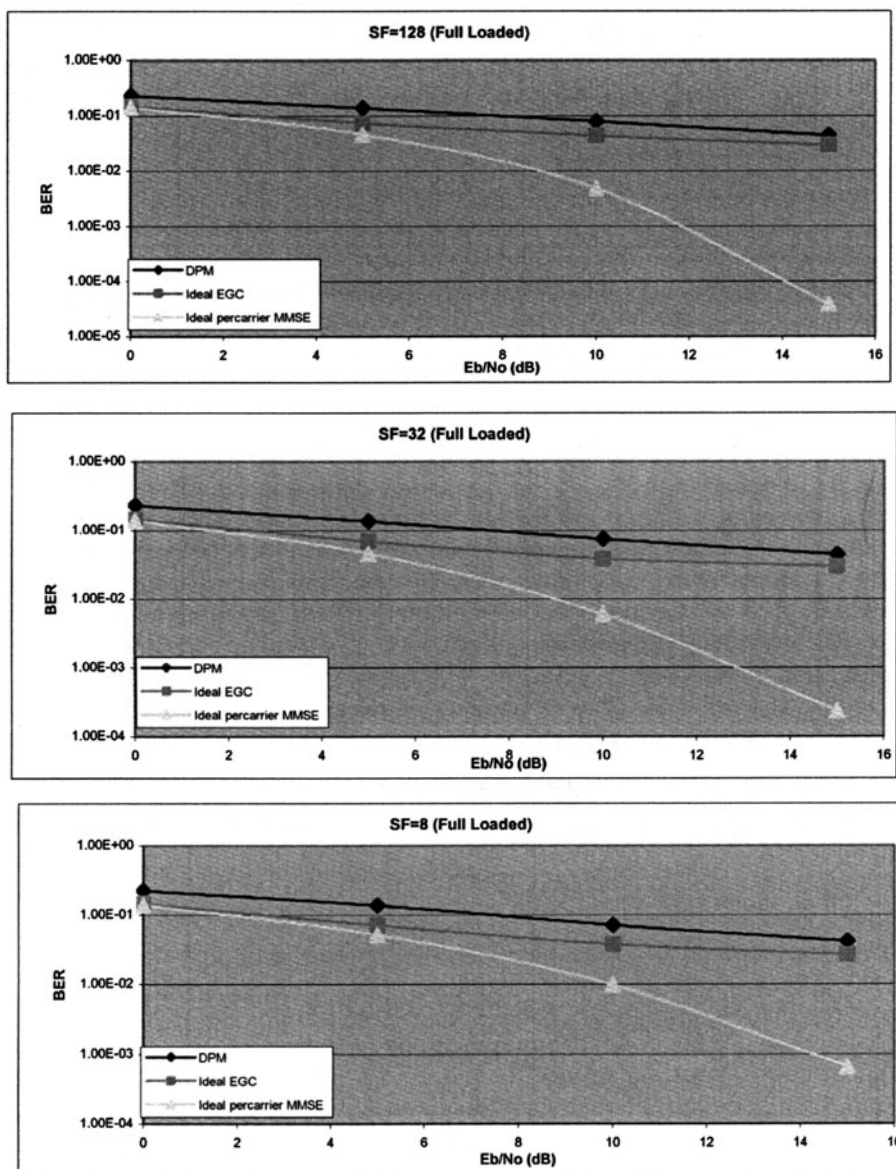 SF=128 (Full Loaded)
1.00E+00
1.00E-01
1.00E-02
1.00E-03
1.00E-04
1.00E-05
BER
DPM
Ideal EGC
Ideal percarrier MMSE
0 2 4 6 8 10 12 14 16
Eb/No (dB)
SF=32 (Full Loaded)
1.00E+00
1.00E-01
1.00E-02
1.00E-03
1.00E-04
BER
DPM
Ideal EGC
Ideal percarrier MMSE
0 2 4 6 8 10 12 14 16
Eb/No (dB)
SF=8 (Full Loaded)
1.00E+00
1.00E-01
1.00E-02
1.00E-03
1.00E-04
BER
DPM
Ideal EGC
Ideal percarrier MMSE
0 2 4 6 8 10 12 14 16
Eb/No (dB)